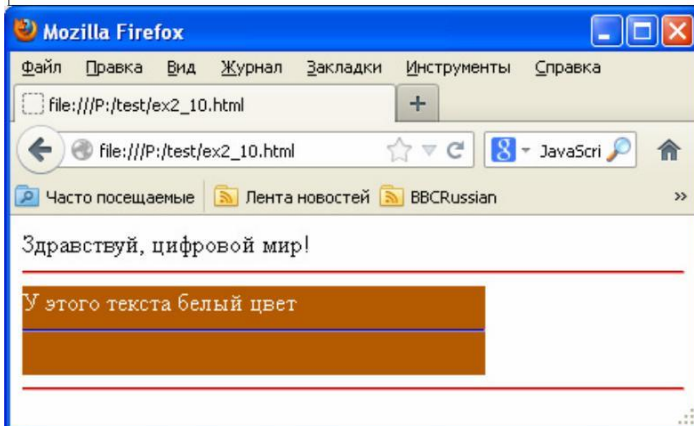 Mozilla Firefox
Файл Правка Вид Журнал Закладки Инструменты Справка
file:///P:/test/ex2_10.html +
file:///P:/test/ex2_10.html 8 JavaScri
Часто посещаемые Лента новостей BBCRussian »
Здравствуй, цифровой мир!
У этого текста белый цвет